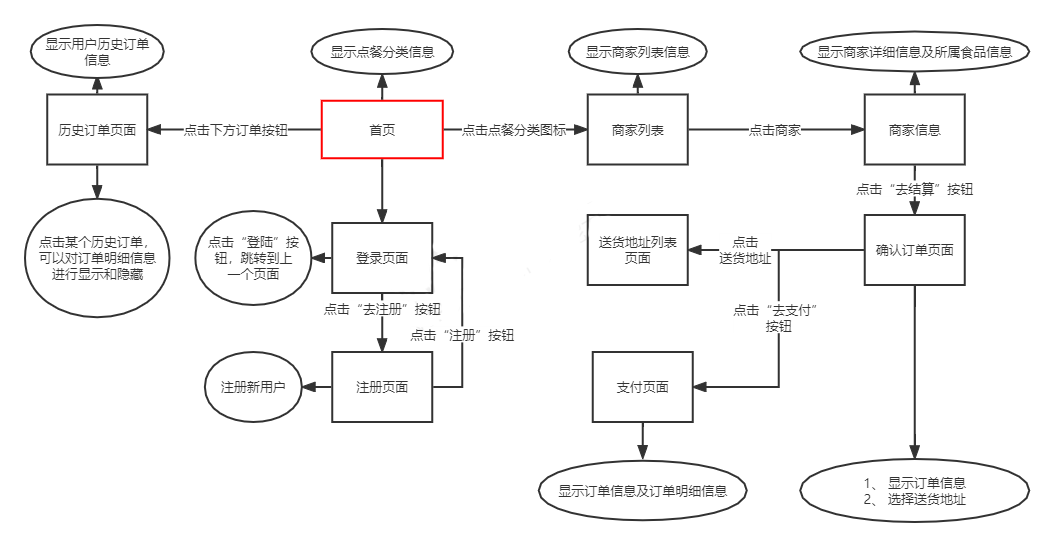 显示用户历史订单
信息
显示点餐分类信息
显示商家列表信息
显示商家详细信息及所属食品信息
历史订单页面
点击下方订单按钮
首页
点击点餐分类图标
商家列表
点击商家
商家信息
点击“去结算”按钮
点击某个历史订单，
可以对订单明细信息
进行显示和隐藏
点击“登陆”按
钮，跳转到上
一个页面
登录页面
送货地址列表
页面
点击
送货地址
确认订单页面
点击“去注册”按钮
点击“注册”按钮
点击“去支付”
按钮
注册新用户
注册页面
支付页面
显示订单信息及订单明细信息
1、 显示订单信息
2、 选择送货地址